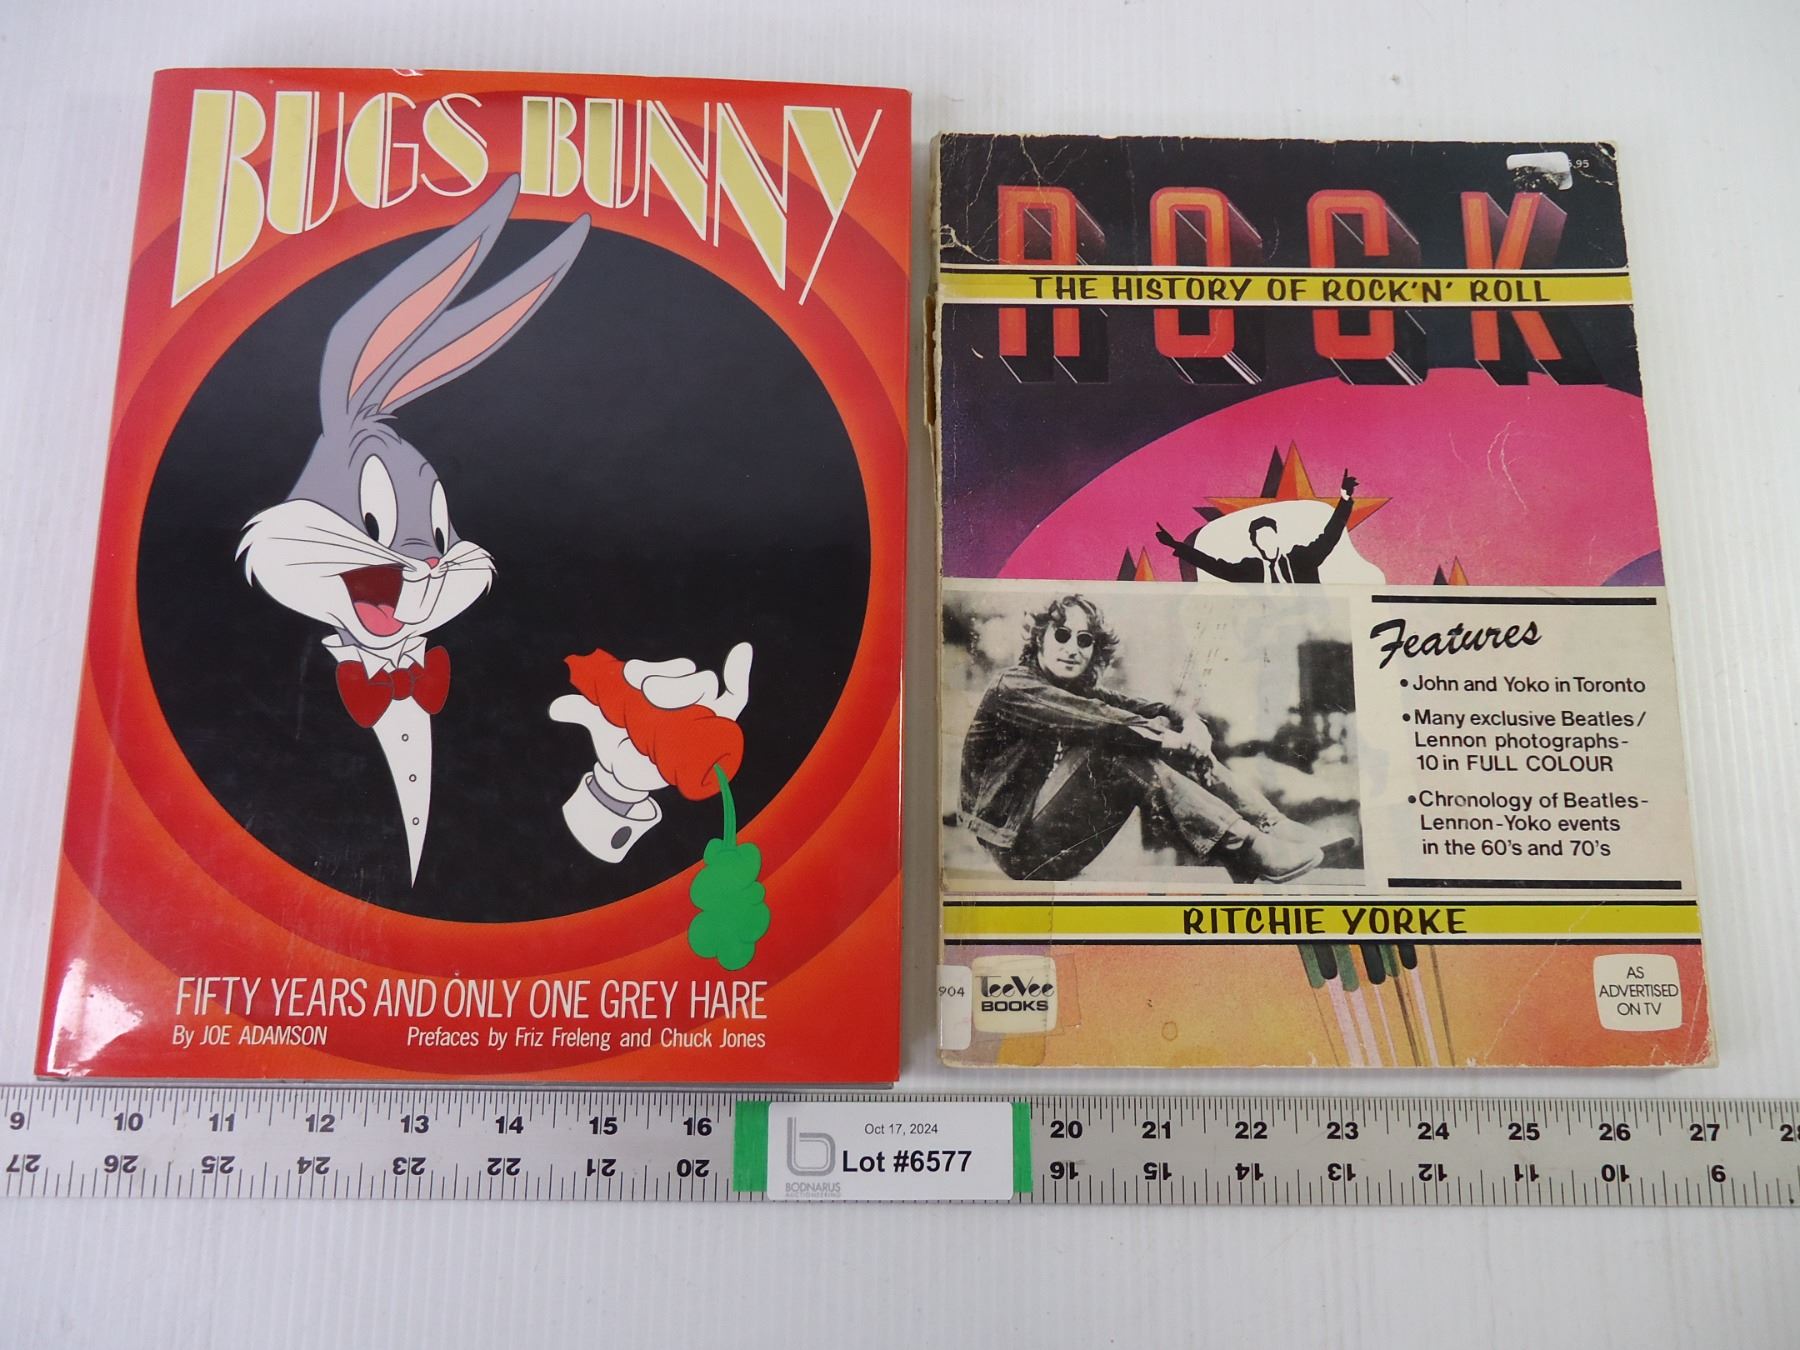 BUGS BUNNY
FIFTY YEARS AND ONLY ONE GREY HARE
By JOE ADAMSON Prefaces by Friz Freleng and Chuck Jones
.95
ROCK
THE HISTORY OF ROCK'N' ROLL
Features
• John and Yoko in Toronto
• Many exclusive Beatles/
Lennon photographs-
10 in FULL COLOUR
• Chronology of Beatles-
Lennon-Yoko events
in the 60's and 70's
RITCHIE YORKE
904
TeeVee
BOOKS
AS
ADVERTISED
ON TV
9 10 11 12 13 14 15 16 20 21 22 23 24 25 26 27 28
27 26 25 24 23 22 21 20 16 15 14 13 12 11 10 9
Oct 17, 2024
Lot #6577
BODNARUS
AUCTIONEERING